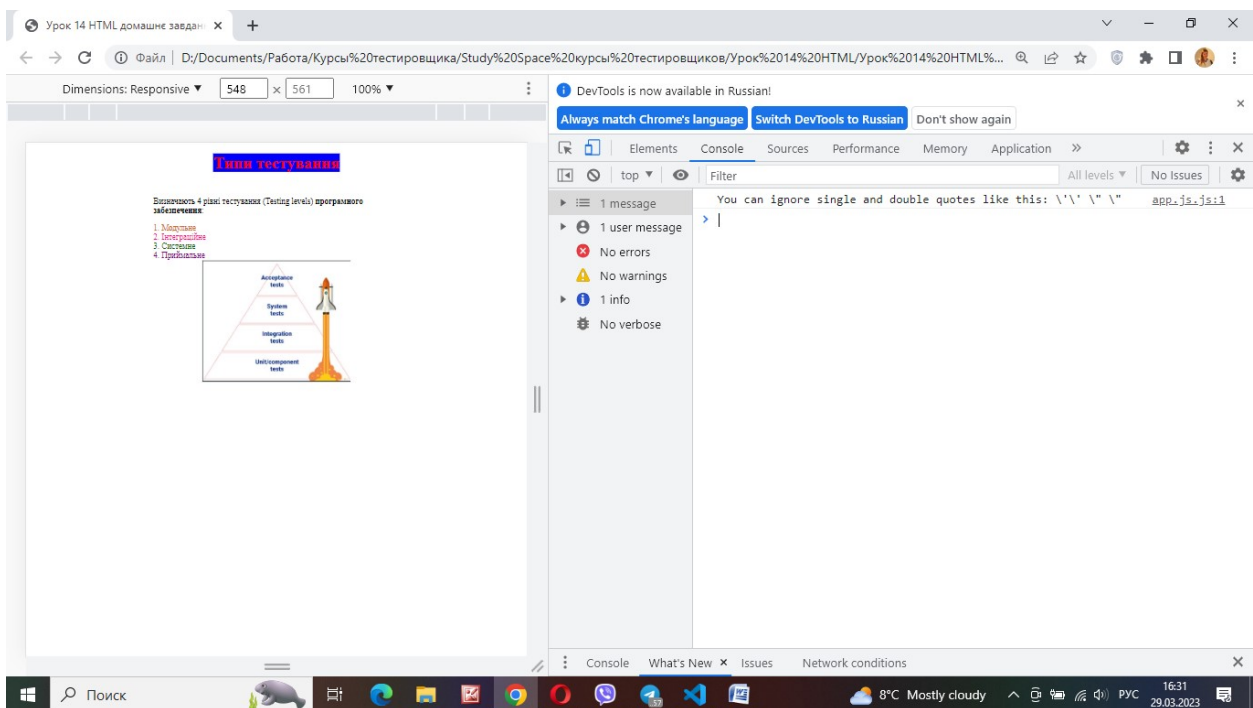 Урок 14 HTML домашнє завдан
Файл D:/Documents/Работа/Курсы%20тестировщика/Study%20Space%20курсы%20тестировщиков/Урок%2014%20HTML/Урок%2014%20HTML%...
Dimensions: Responsive 548 × 561 100%
DevTools is now available in Russian!
Always match Chrome's language Switch DevTools to Russian Don't show again
Elements Console Sources Performance Memory Application
top Filter All levels No Issues
1 message
You can ignore single and double quotes like this: \'\' \" \" app.js.js:1
1 user message
No errors
No warnings
1 info
No verbose
Типи тестування
Визначають 4 рівні тестування (Testing levels) програмного
забезпечення:
1. Модульне
2. Інтеграційне
3. Системне
4. Приймальне
Acceptance
tests
System
tests
Integration
tests
Unit/component
tests
Console What's New Issues Network conditions
Поиск
57
8°C Mostly cloudy
РУС
16:31
29.03.2023